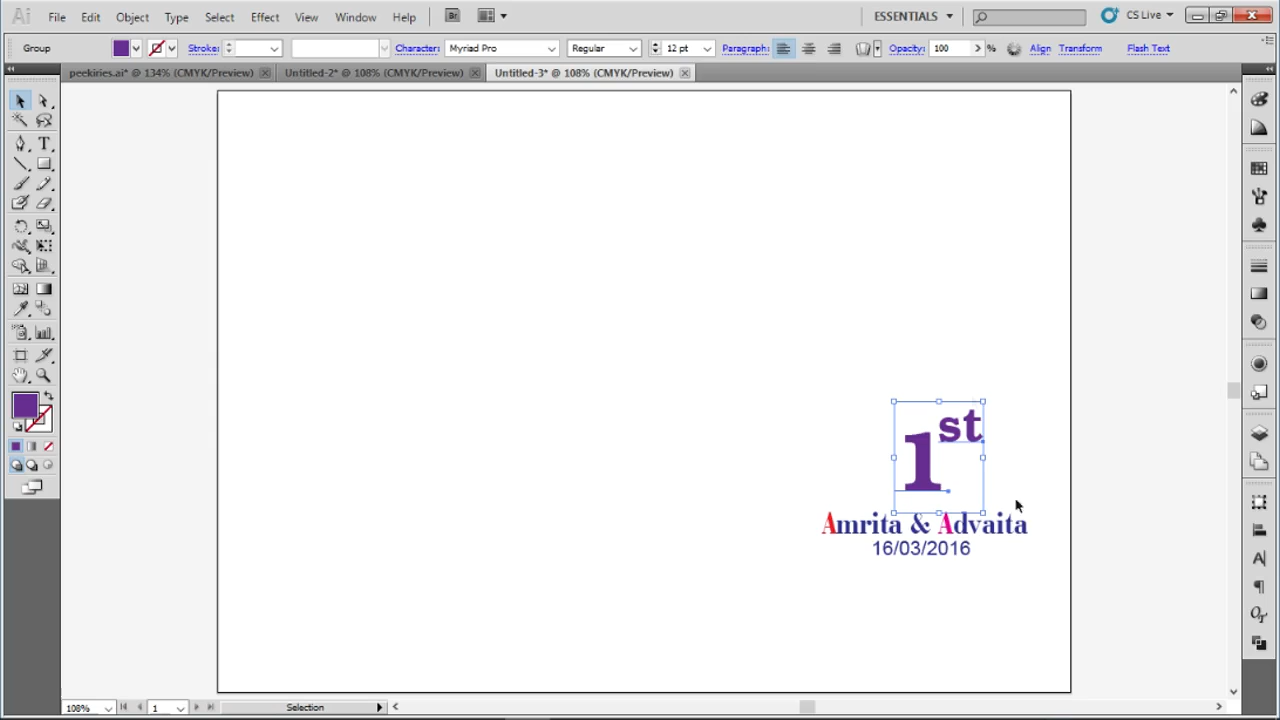 Ai File Edit Object Type Select Effect View Window Help Br ESSENTIALS CS Live
Group Stroke: Character: Myriad Pro Regular 12 pt Paragraph: Opacity: 100 % Align Transform Flash Text
peekiries.ai* @ 134% (CMYK/Preview) Untitled-2* @ 108% (CMYK/Preview) Untitled-3* @ 108% (CMYK/Preview)
1st
Amrita & Advaita
16/03/2016
108% 1 Selection